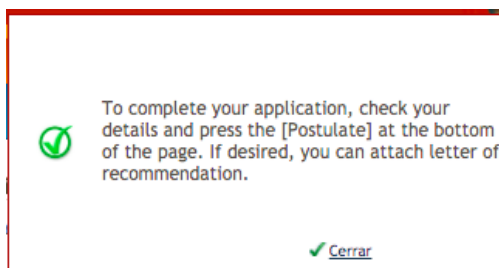 To complete your application, check your
details and press the [Postulate] at the bottom
of the page. If desired, you can attach letter of
recommendation.
Cerrar